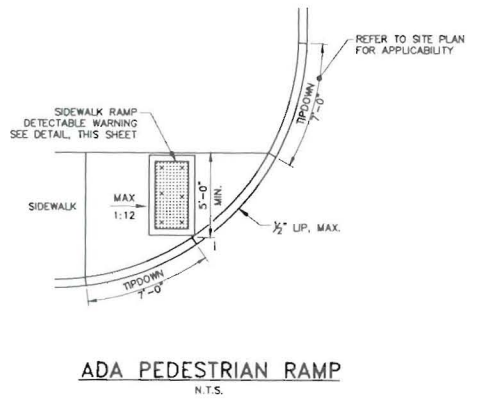 REFER TO SITE PLAN
FOR APPLICABILITY
TIPDOWN
7'-0"
SIDEWALK RAMP
DETECTABLE WARNING
SEE DETAIL, THIS SHEET
SIDEWALK
MAX
1:12
5'-0"
MIN.
½" UP, MAX.
TIPDOWN
7'-0"
ADA PEDESTRIAN RAMP
N.T.S.